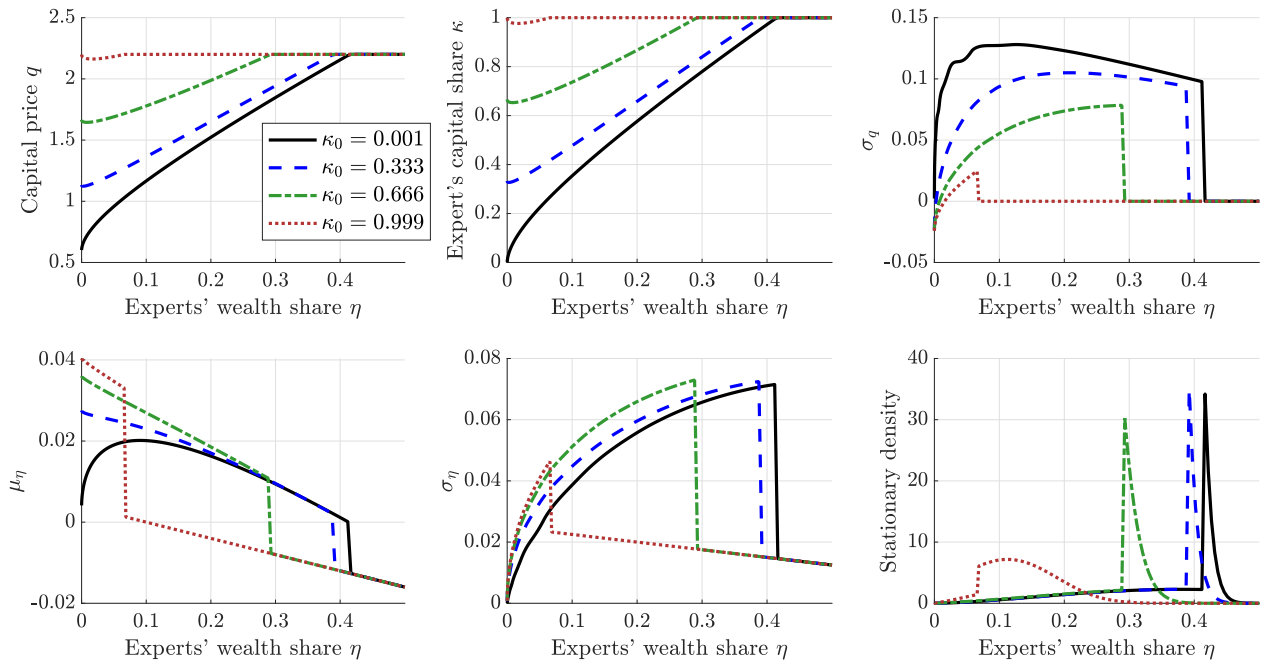 2.5
2
1.5
1
0.5
0 0.1 0.2 0.3 0.4
Capital price q
Experts' wealth share η
κ₀ = 0.001
κ₀ = 0.333
κ₀ = 0.666
κ₀ = 0.999
1
0.8
0.6
0.4
0.2
0
0 0.1 0.2 0.3 0.4
Expert's capital share κ
Experts' wealth share η
0.15
0.1
0.05
0
-0.05
0 0.1 0.2 0.3 0.4
σ_q
Experts' wealth share η
0.04
0.02
0
-0.02
0 0.1 0.2 0.3 0.4
μ_η
Experts' wealth share η
0.08
0.06
0.04
0.02
0
0 0.1 0.2 0.3 0.4
σ_η
Experts' wealth share η
40
30
20
10
0
0 0.1 0.2 0.3 0.4
Stationary density
Experts' wealth share η